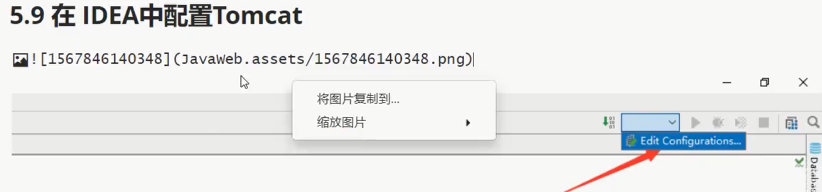 5.9 在 IDEA中配置Tomcat
![1567846140348](JavaWeb.assets/1567846140348.png)
将图片复制到...
缩放图片
Edit Configurations...
Databas